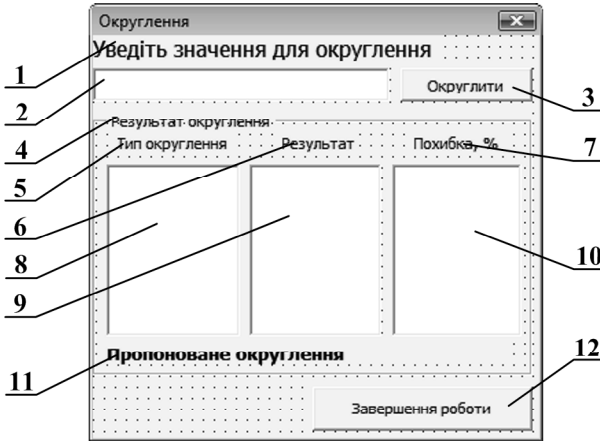 Округлення
Уведіть значення для округлення
1
2
Округлити
3
4
Результат округлення
5
Тип округлення
Результат
Похибка, %
7
6
8
9
10
Пропоноване округлення
11
12
Завершення роботи